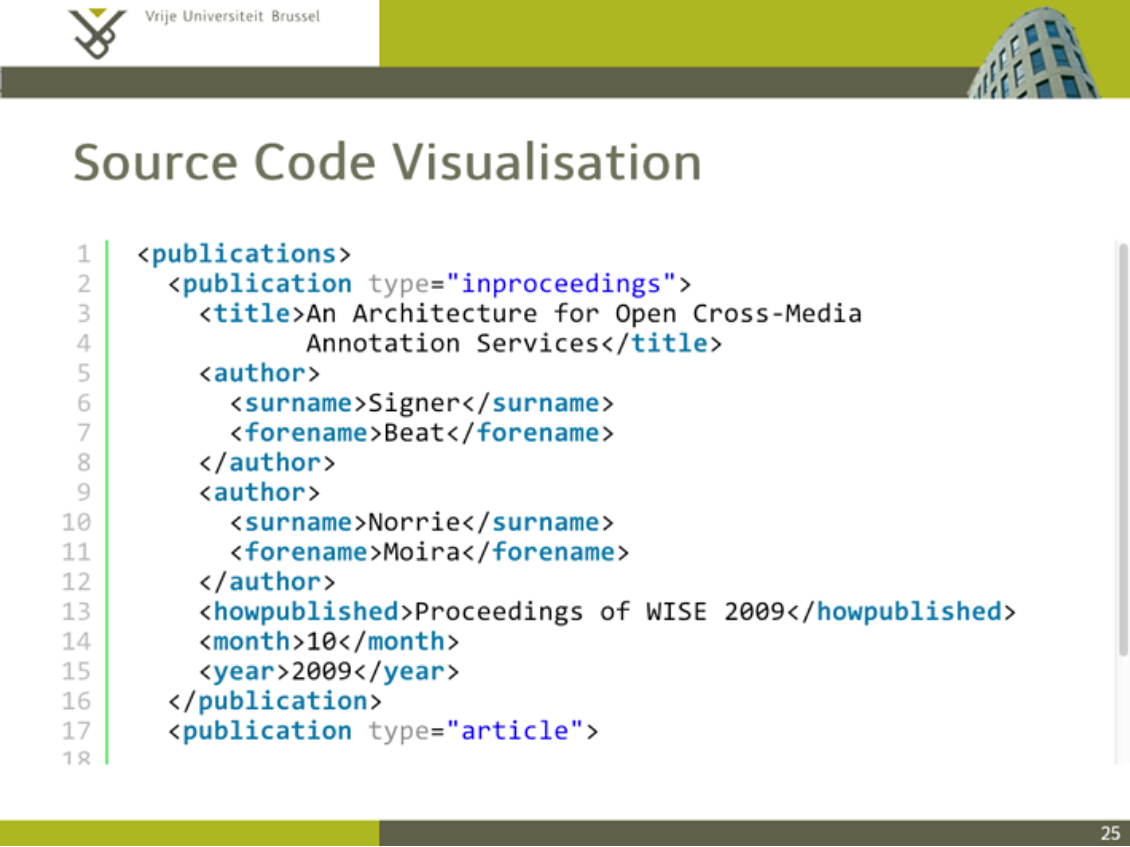 Vrije Universiteit Brussel
Source Code Visualisation
1 <publications>
2 <publication type="inproceedings">
3 <title>An Architecture for Open Cross-Media
4 Annotation Services</title>
5 <author>
6 <surname>Signer</surname>
7 <forename>Beat</forename>
8 </author>
9 <author>
10 <surname>Norrie</surname>
11 <forename>Moira</forename>
12 </author>
13 <howpublished>Proceedings of WISE 2009</howpublished>
14 <month>10</month>
15 <year>2009</year>
16 </publication>
17 <publication type="article">
18
25